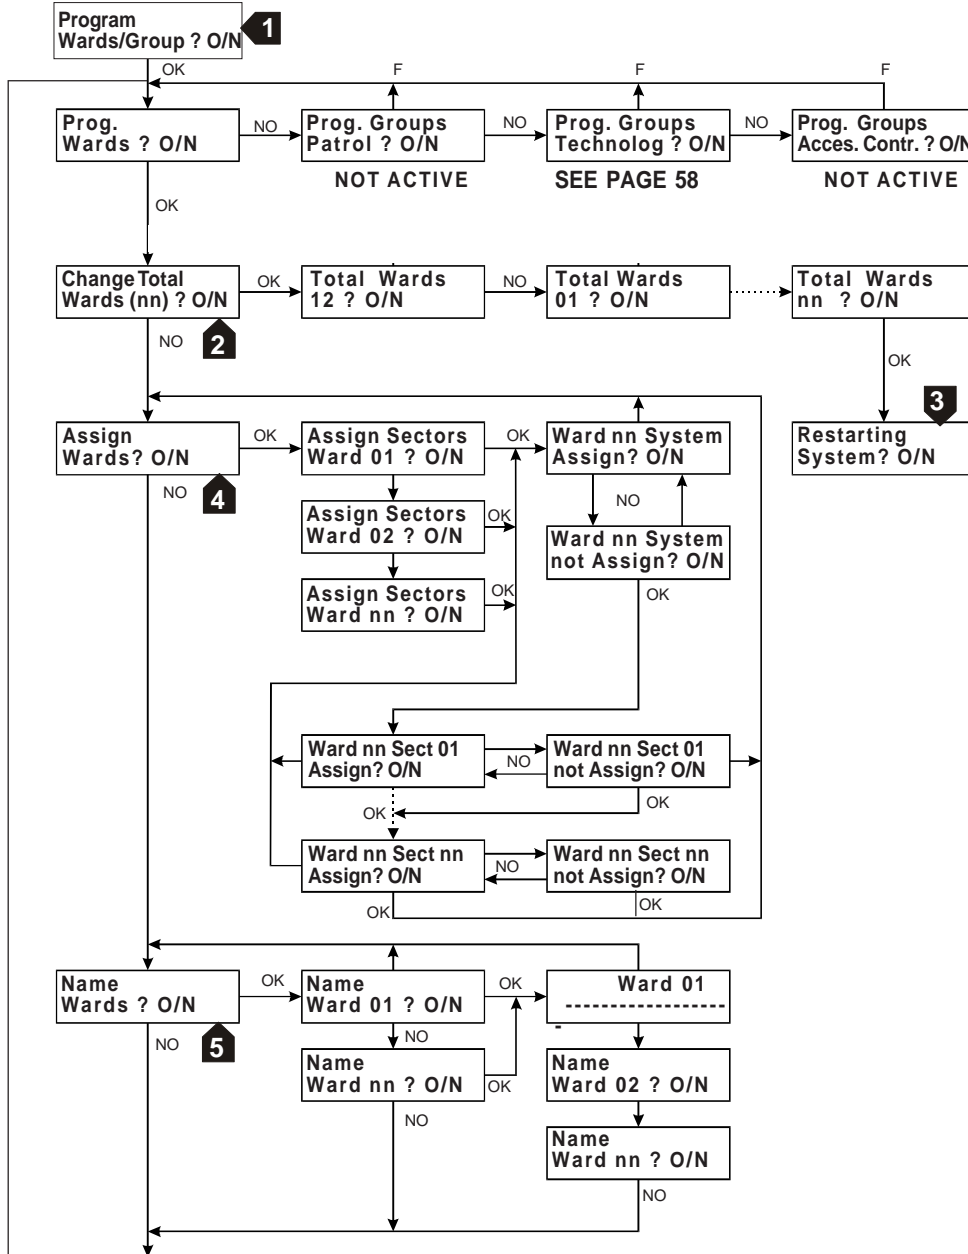 Program
Wards/Group ? O/N
1
OK
F
F
F
Prog.
Wards ? O/N
NO
Prog. Groups
Patrol ? O/N
NO
Prog. Groups
Technolog ? O/N
NO
Prog. Groups
Acces. Contr. ? O/N
NOT ACTIVE
SEE PAGE 58
NOT ACTIVE
OK
Change Total
Wards (nn) ? O/N
OK
Total Wards
12 ? O/N
NO
Total Wards
01 ? O/N
Total Wards
nn ? O/N
NO
2
OK
3
Assign
Wards? O/N
OK
Assign Sectors
Ward 01 ? O/N
OK
Ward nn System
Assign? O/N
Restarting
System? O/N
NO
4
NO
Assign Sectors
Ward 02 ? O/N
OK
Ward nn System
not Assign? O/N
Assign Sectors
Ward nn ? O/N
OK
OK
Ward nn Sect 01
Assign? O/N
NO
Ward nn Sect 01
not Assign? O/N
OK
OK
Ward nn Sect nn
Assign? O/N
NO
Ward nn Sect nn
not Assign? O/N
OK
OK
Name
Wards ? O/N
OK
Name
Ward 01 ? O/N
OK
Ward 01
-----------------
-
NO
5
NO
Name
Ward nn ? O/N
OK
Name
Ward 02 ? O/N
NO
Name
Ward nn ? O/N
NO